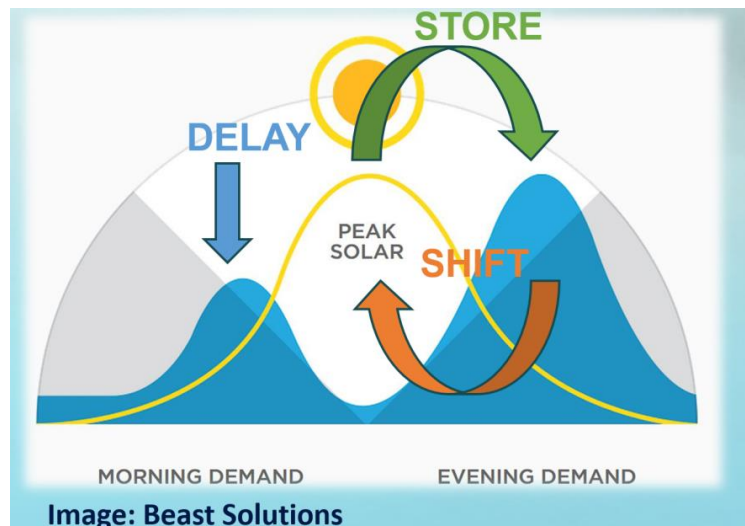 STORE
DELAY
PEAK
SOLAR
SHIFT
MORNING DEMAND
EVENING DEMAND
Image: Beast Solutions